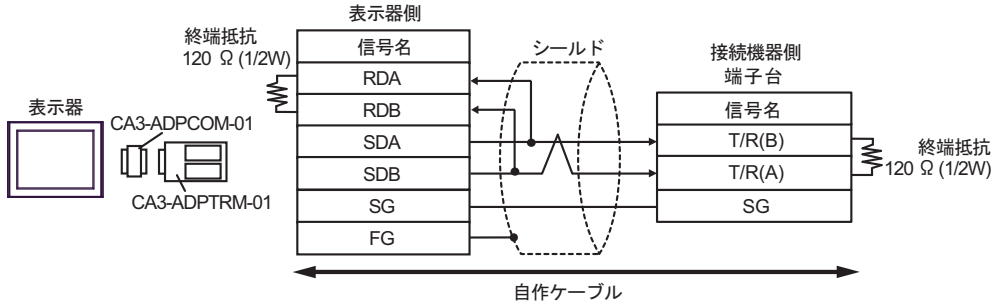 表示器側
終端抵抗
120 Ω (1/2W)
信号名
RDA
RDB
SDA
SDB
SG
FG
シールド
接続機器側
端子台
信号名
T/R(B)
T/R(A)
SG
終端抵抗
120 Ω (1/2W)
表示器
CA3-ADPCOM-01
CA3-ADPTRM-01
自作ケーブル